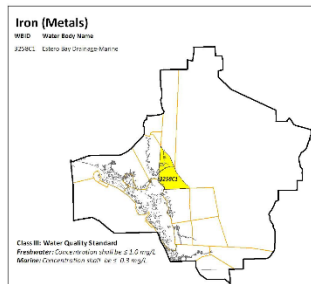 Iron (Metals)
WBID Water Body Name
3258C1 Estero Bay Drainage-Marine
3258C1
Class III: Water Quality Standard
Freshwater: Concentration shall be ≤ 1.0 mg/L
Marine: Concentration shall be ≤ 0.3 mg/L